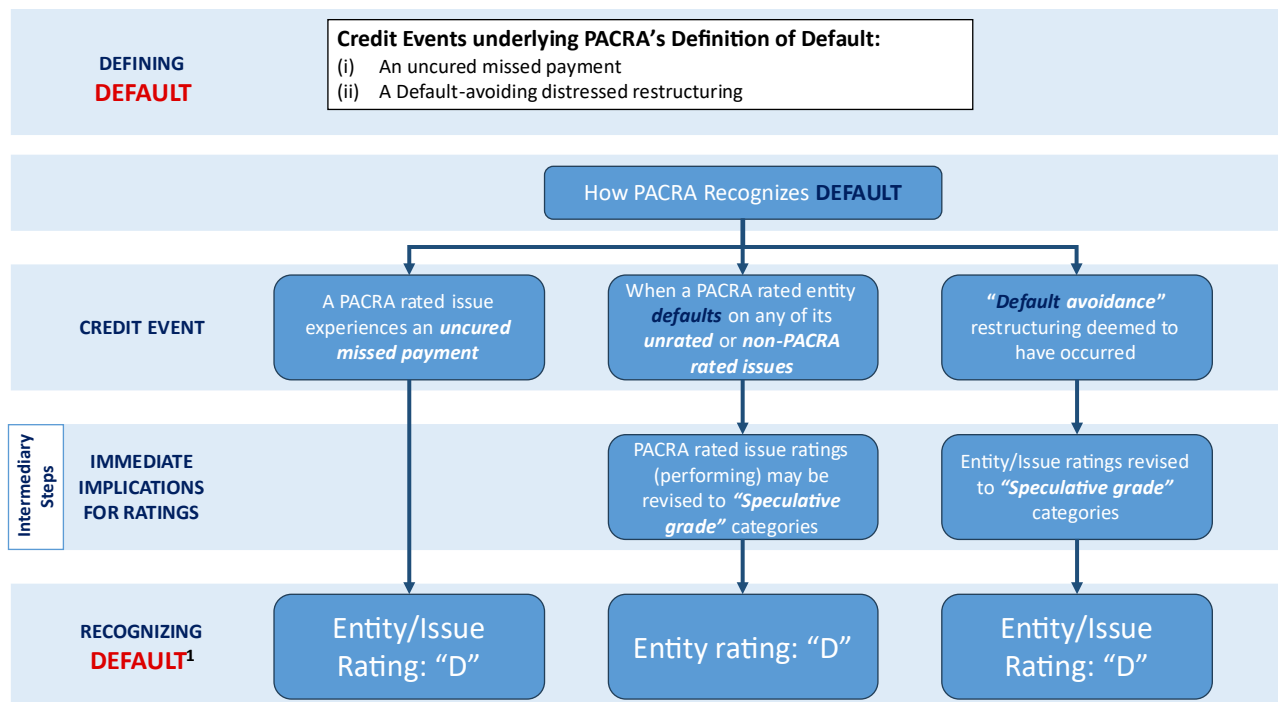 DEFINING
DEFAULT
Credit Events underlying PACRA's Definition of Default:
(i) An uncured missed payment
(ii) A Default-avoiding distressed restructuring
How PACRA Recognizes DEFAULT
CREDIT EVENT
A PACRA rated issue
experiences an uncured
missed payment
When a PACRA rated entity
defaults on any of its
unrated or non-PACRA
rated issues
"Default avoidance"
restructuring deemed to
have occurred
Intermediary
Steps
IMMEDIATE
IMPLICATIONS
FOR RATINGS
PACRA rated issue ratings
(performing) may be
revised to "Speculative
grade" categories
Entity/Issue ratings revised
to "Speculative grade"
categories
RECOGNIZING
DEFAULT¹
Entity/Issue
Rating: "D"
Entity rating: "D"
Entity/Issue
Rating: "D"